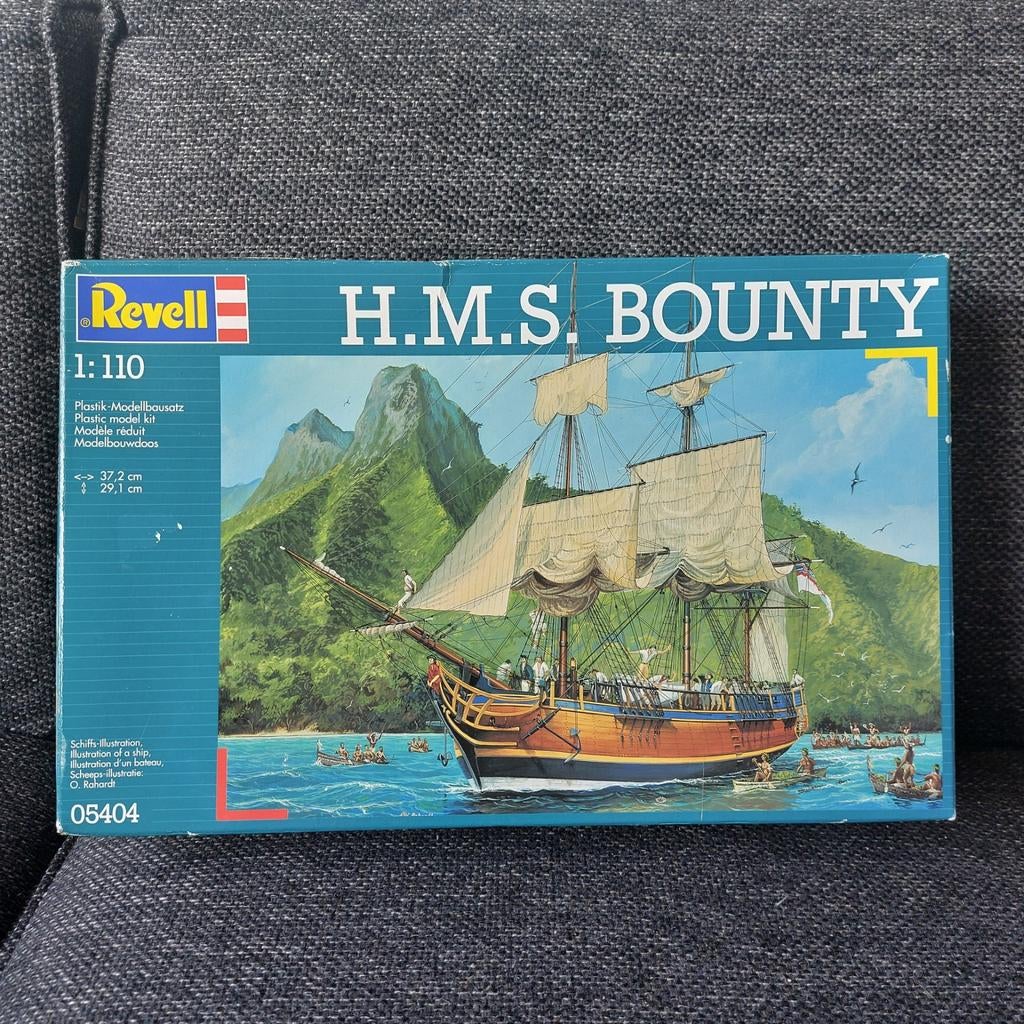 ® Revell
H.M.S. BOUNTY
1:110
Plastik-Modellbausatz
Plastic model kit
Modèle réduit
Modelbouwdoos
<–> 37,2 cm
29,1 cm
Schiffs-Illustration,
Illustration of a ship,
Illustration d'un bateau,
Scheeps-illustratie:
O. Rahardt
05404